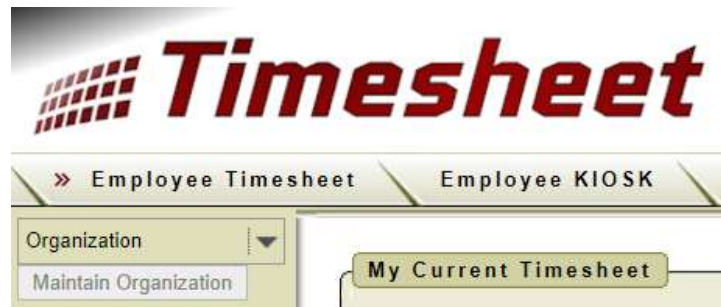 Timesheet
» Employee Timesheet Employee KIOSK
Organization
Maintain Organization
My Current Timesheet